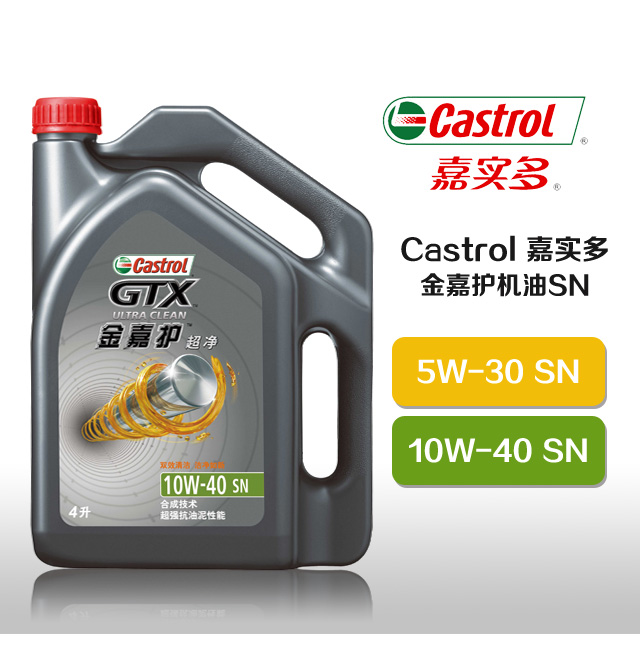 Castrol
嘉实多
Castrol 嘉实多
金嘉护机油SN
5W-30 SN
10W-40 SN
Castrol
GTX
ULTRA CLEAN
金嘉护 超净
10W-40 SN
合成技术
超强抗油泥性能
4升